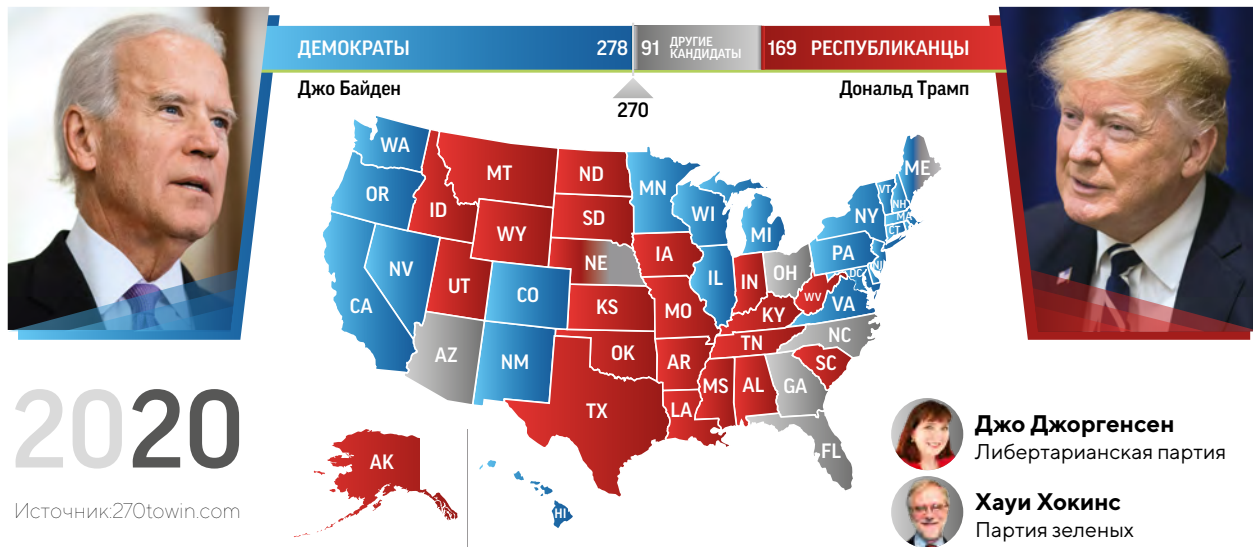 ДЕМОКРАТЫ 278 91 ДРУГИЕ КАНДИДАТЫ 169 РЕСПУБЛИКАНЦЫ
Джо Байден
Дональд Трамп
270
WA
MT
ND
MN
ME
OR
ID
SD
WI
MI
NY
VT
NH
MA
CT
WY
IA
PA
NV
NE
IL
IN
OH
NJ
DC
UT
CO
KS
MO
KY
WV
VA
CA
AZ
NM
OK
AR
TN
NC
SC
TX
LA
MS
AL
GA
FL
AK
HI
2020
Источник:270towin.com
Джо Джоргенсен
Либертарианская партия
Хауи Хокинс
Партия зеленых